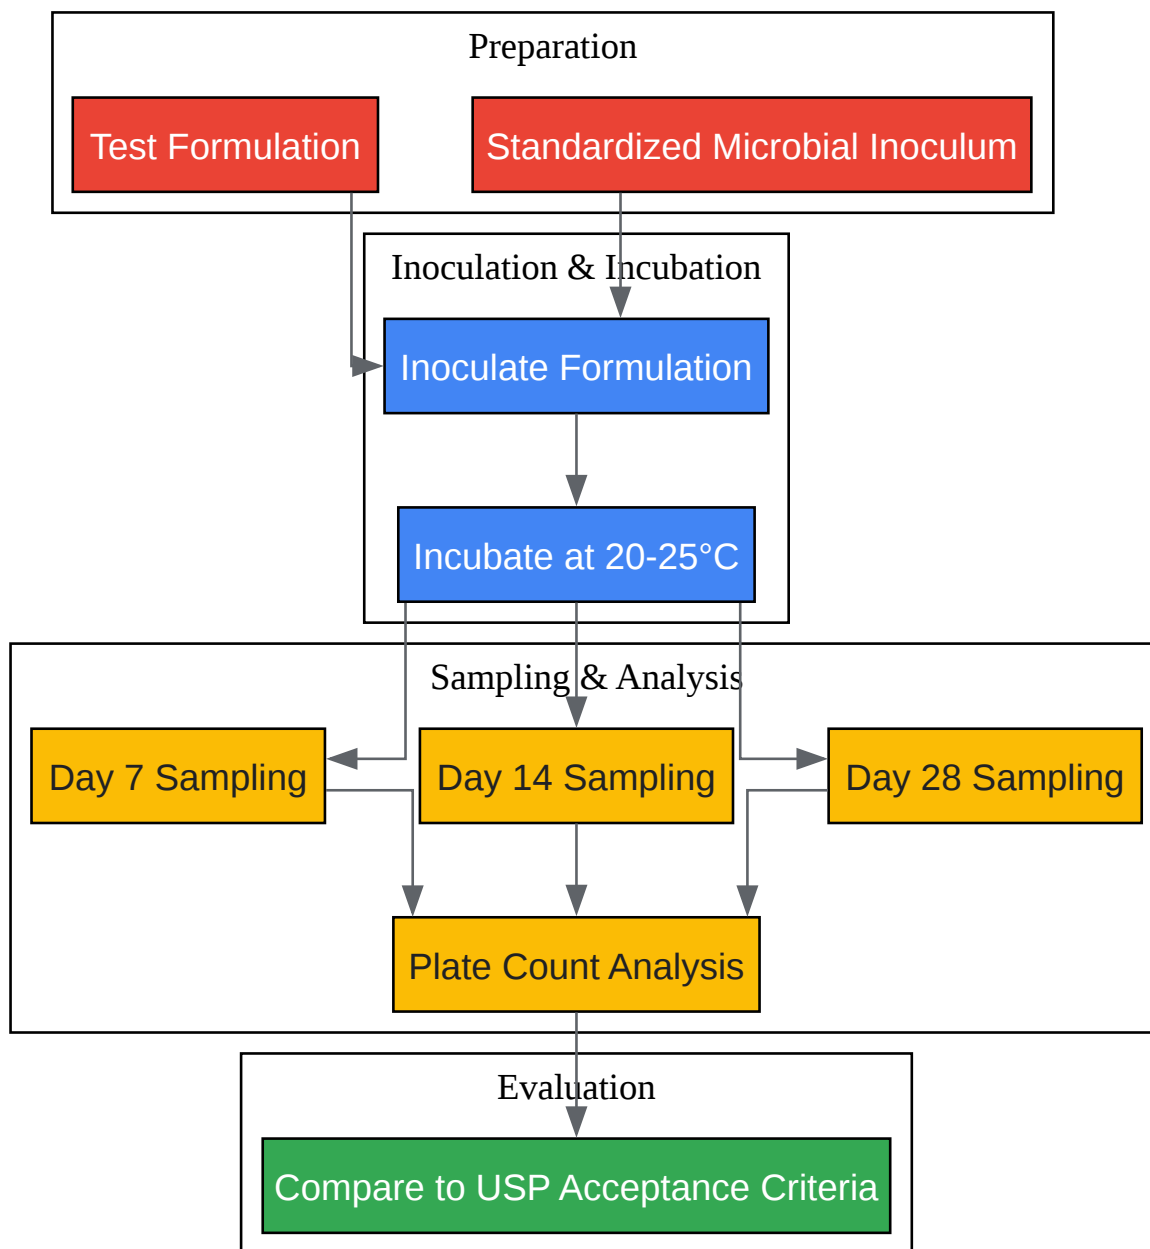 Preparation
Test Formulation
Standardized Microbial Inoculum
Inoculation & Incubation
Inoculate Formulation
Incubate at 20-25°C
Sampling & Analysis
Day 7 Sampling
Day 14 Sampling
Day 28 Sampling
Plate Count Analysis
Evaluation
Compare to USP Acceptance Criteria